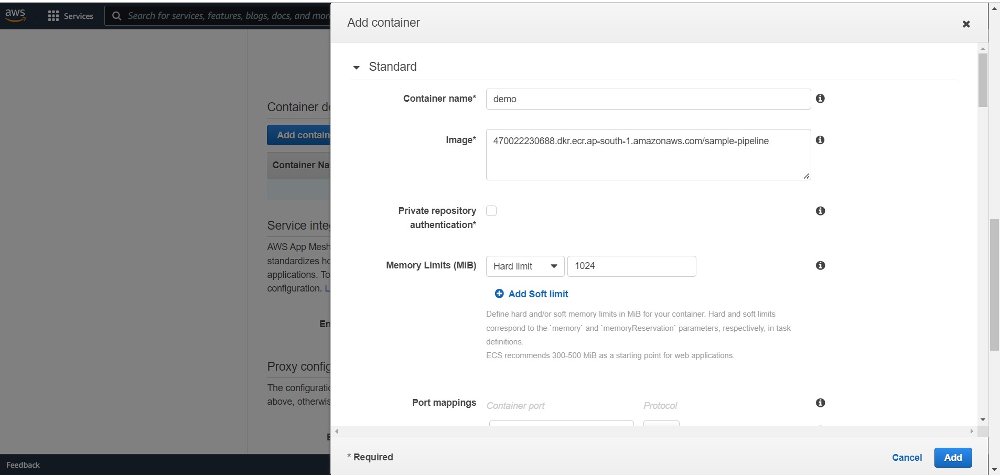 aws
Services
Search for services, features, blogs, docs, and mor
Add container
Standard
Container name*
demo
Image*
470022230688.dkr.ecr.ap-south-1.amazonaws.com/sample-pipeline
Private repository
authentication*
Memory Limits (MiB)
Hard limit
1024
Add Soft limit
Define hard and/or soft memory limits in MiB for your container. Hard and soft limits
correspond to the `memory` and `memoryReservation` parameters, respectively, in task
definitions.
ECS recommends 300-500 MiB as a starting point for web applications.
Port mappings
Container port
Protocol
* Required
Cancel
Add
Container de
Add contain
Container Na
Service inte
AWS App Mesh
standardizes ho
applications. To
configuration. L
En
Proxy config
The configuratio
above, otherwis
E
Feedback